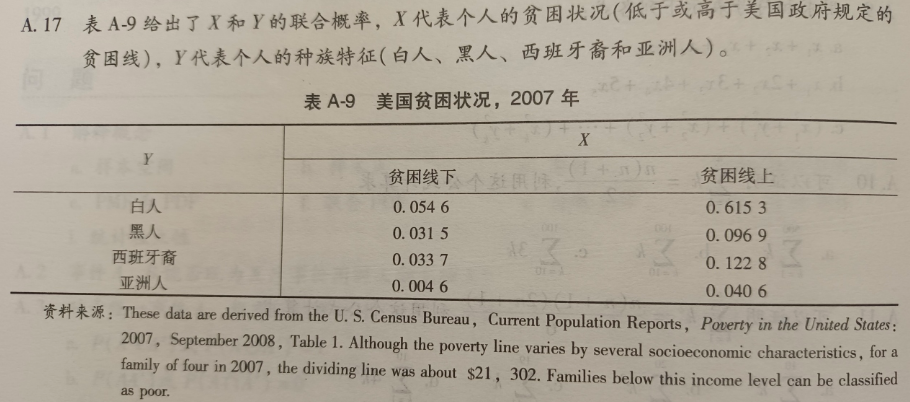 A. 17 表 A-9 给出了 X 和 Y 的联合概率，X 代表个人的贫困状况(低于或高于美国政府规定的
贫困线)，Y 代表个人的种族特征(白人、黑人、西班牙裔和亚洲人)。
表 A-9 美国贫困状况，2007 年
Y X
贫困线下 贫困线上
白人 0. 054 6 0. 615 3
黑人 0. 031 5 0. 096 9
西班牙裔 0. 033 7 0. 122 8
亚洲人 0. 004 6 0. 040 6
资料来源：These data are derived from the U. S. Census Bureau, Current Population Reports, Poverty in the United States:
2007, September 2008, Table 1. Although the poverty line varies by several socioeconomic characteristics, for a
family of four in 2007, the dividing line was about $21, 302. Families below this income level can be classified
as poor.